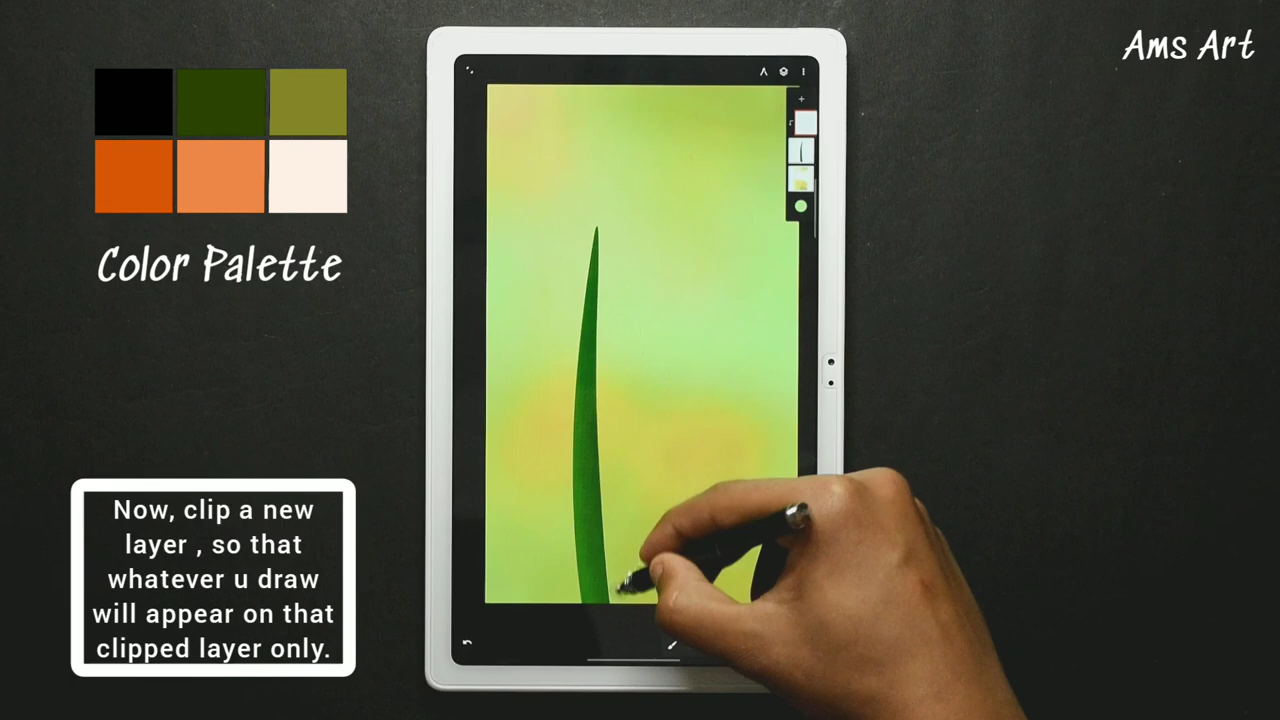 Ams Art
Color Palette
Now, clip a new
layer , so that
whatever u draw
will appear on that
clipped layer only.